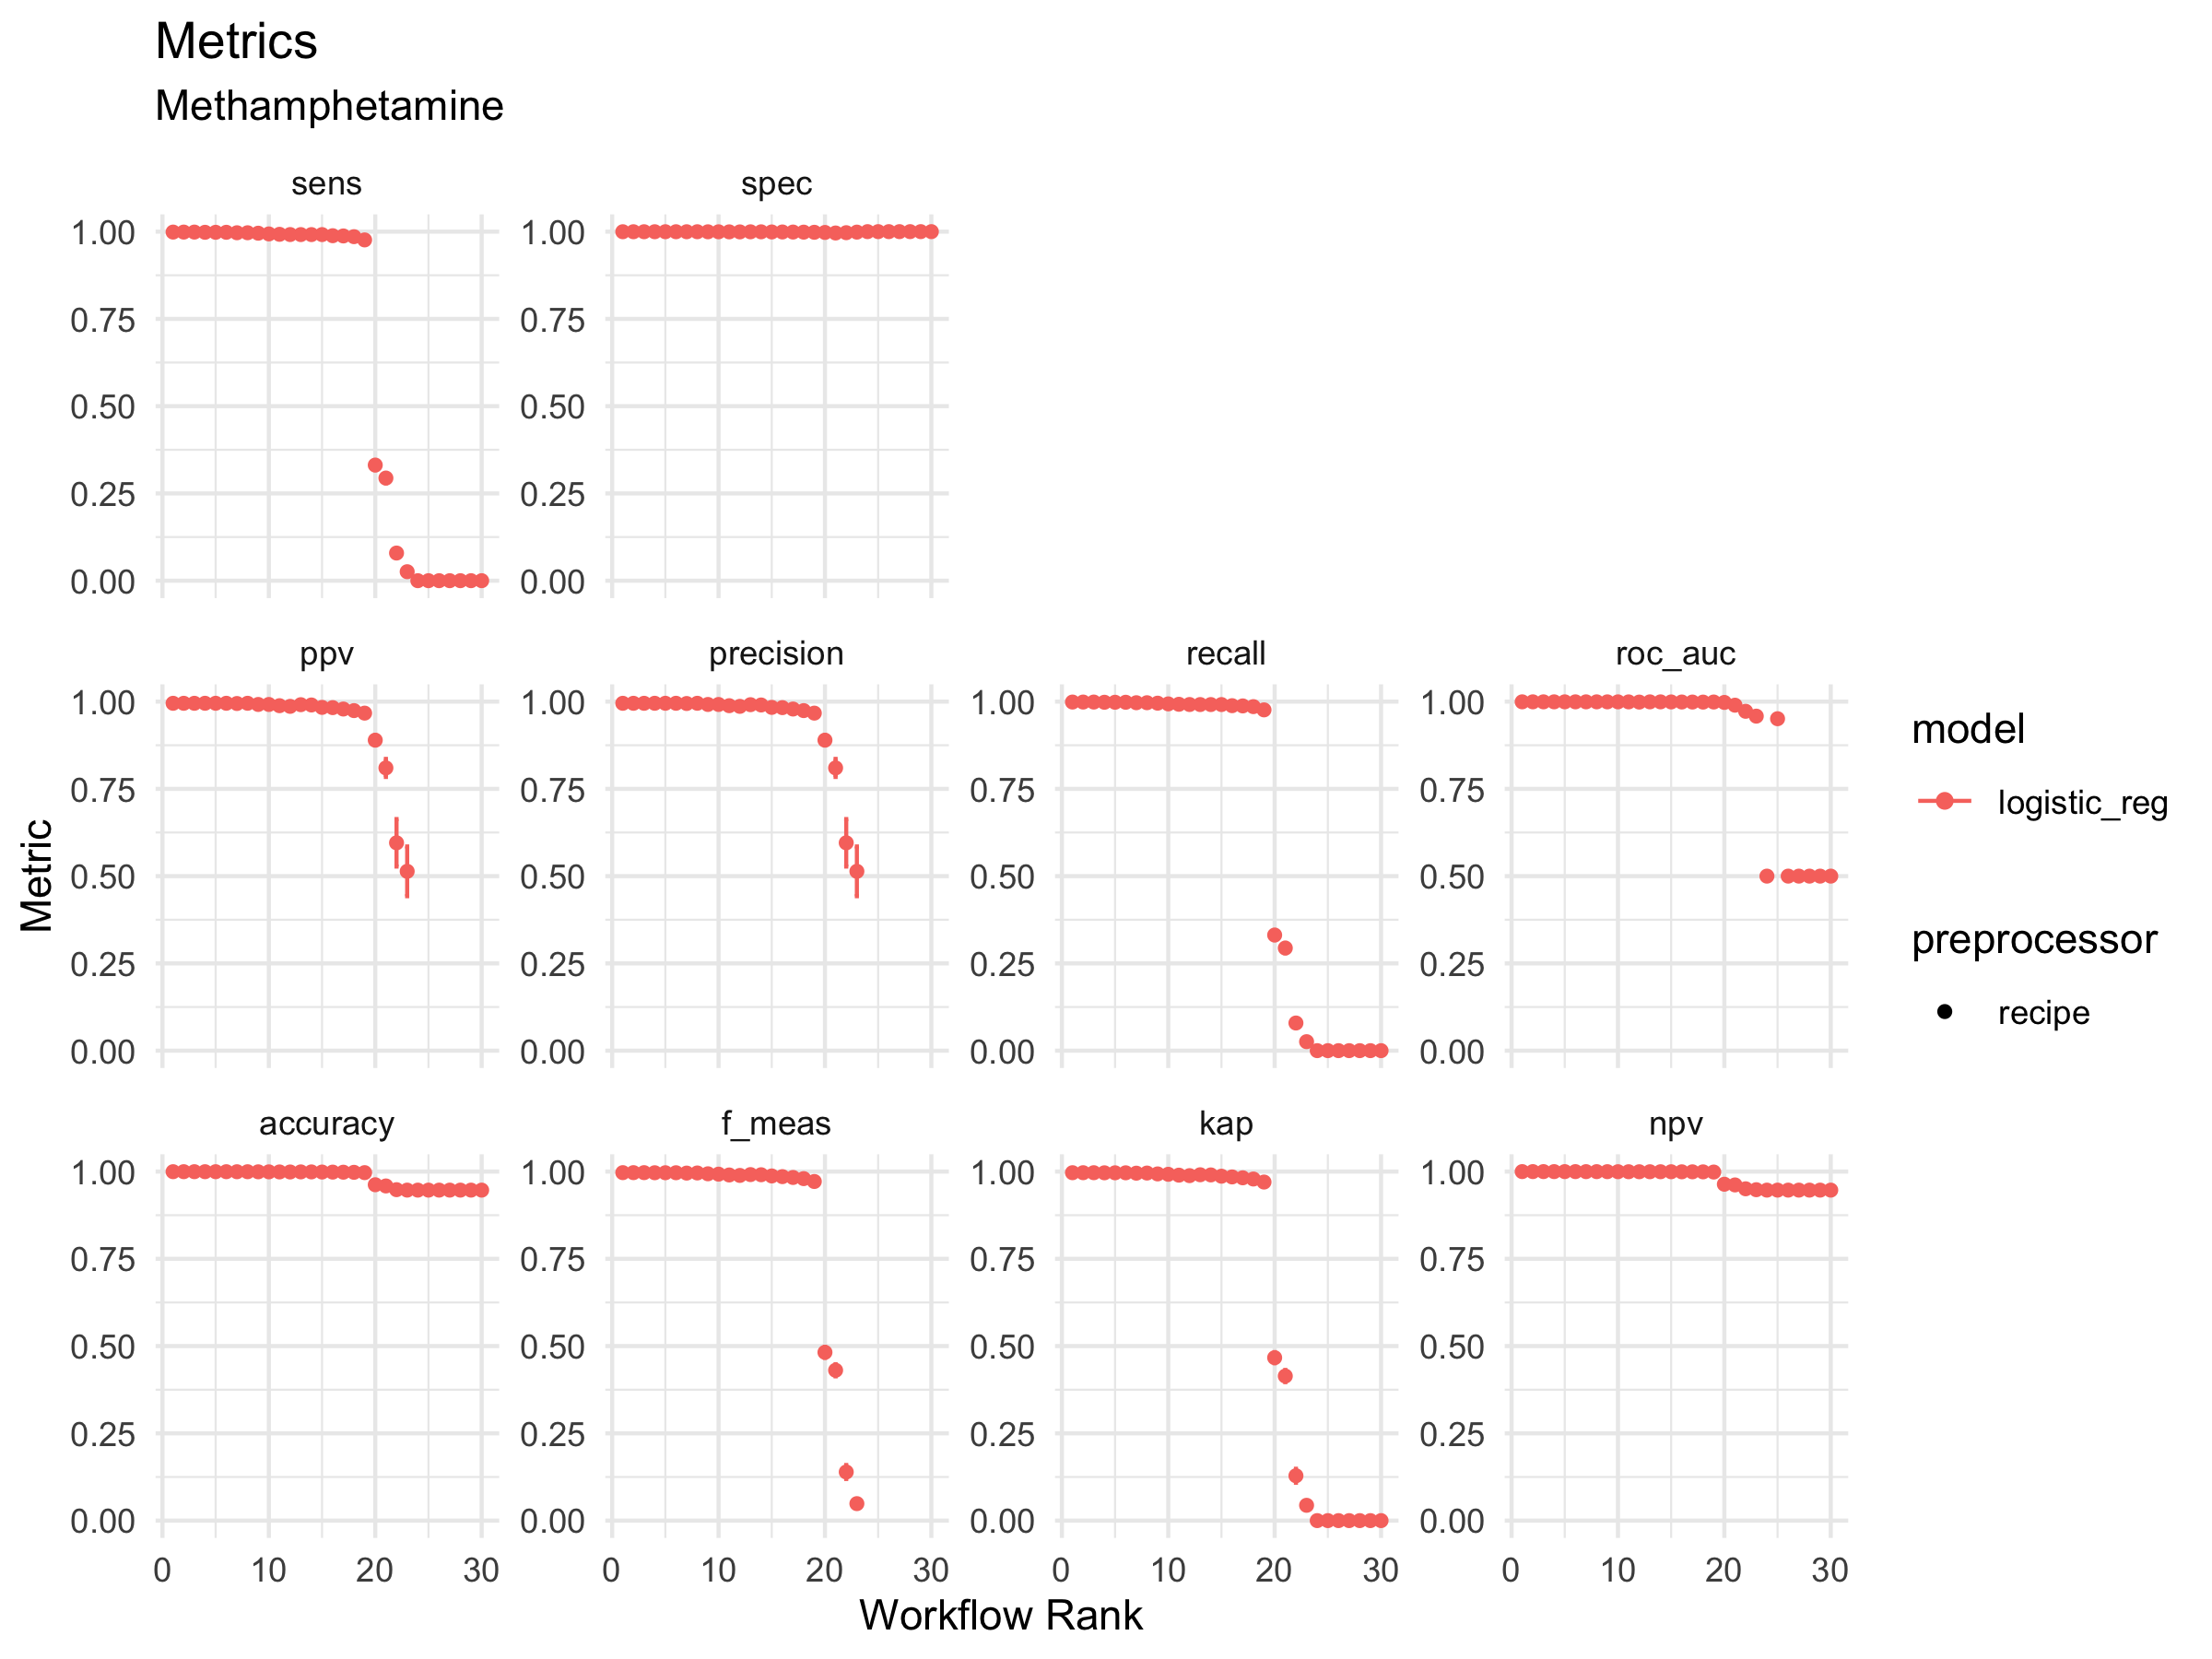 Metrics
Methamphetamine
sens spec
1.00 1.00
0.75 0.75
0.50 0.50
0.25 0.25
0.00 0.00
ppv precision recall roc_auc
1.00 1.00 1.00 1.00
0.75 0.75 0.75 0.75
0.50 0.50 0.50 0.50
0.25 0.25 0.25 0.25
0.00 0.00 0.00 0.00
accuracy f_meas kap npv
1.00 1.00 1.00 1.00
0.75 0.75 0.75 0.75
0.50 0.50 0.50 0.50
0.25 0.25 0.25 0.25
0.00 0.00 0.00 0.00
0 10 20 30 0 10 20 30 0 10 20 30 0 10 20 30
Workflow Rank
Metric
model
logistic_reg
preprocessor
recipe